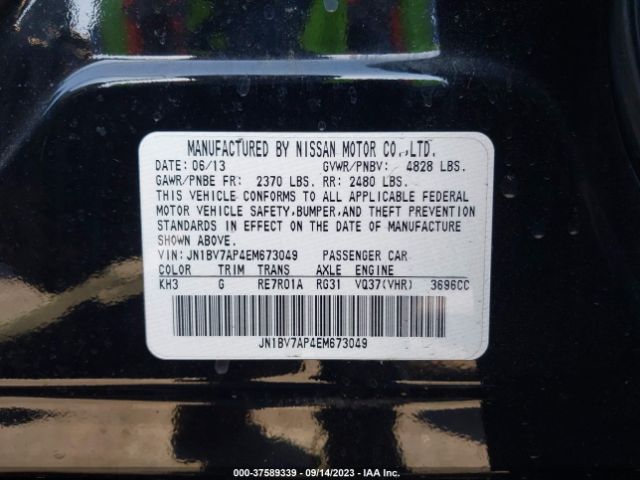 MANUFACTURED BY NISSAN MOTOR CO.,LTD.
DATE: 06/13 GVWR/PNBV: 4828 LBS.
GAWR/PNBE FR: 2370 LBS. RR: 2480 LBS.
THIS VEHICLE CONFORMS TO ALL APPLICABLE FEDERAL
MOTOR VEHICLE SAFETY, BUMPER, AND THEFT PREVENTION
STANDARDS IN EFFECT ON THE DATE OF MANUFACTURE
SHOWN ABOVE.
VIN: JN1BV7AP4EM673049 PASSENGER CAR
COLOR TRIM TRANS AXLE ENGINE
KH3 G RE7R01A RG31 VQ37(VHR) 3696CC
JN1BV7AP4EM673049
000-37589339 - 09/14/2023 - IAA Inc.